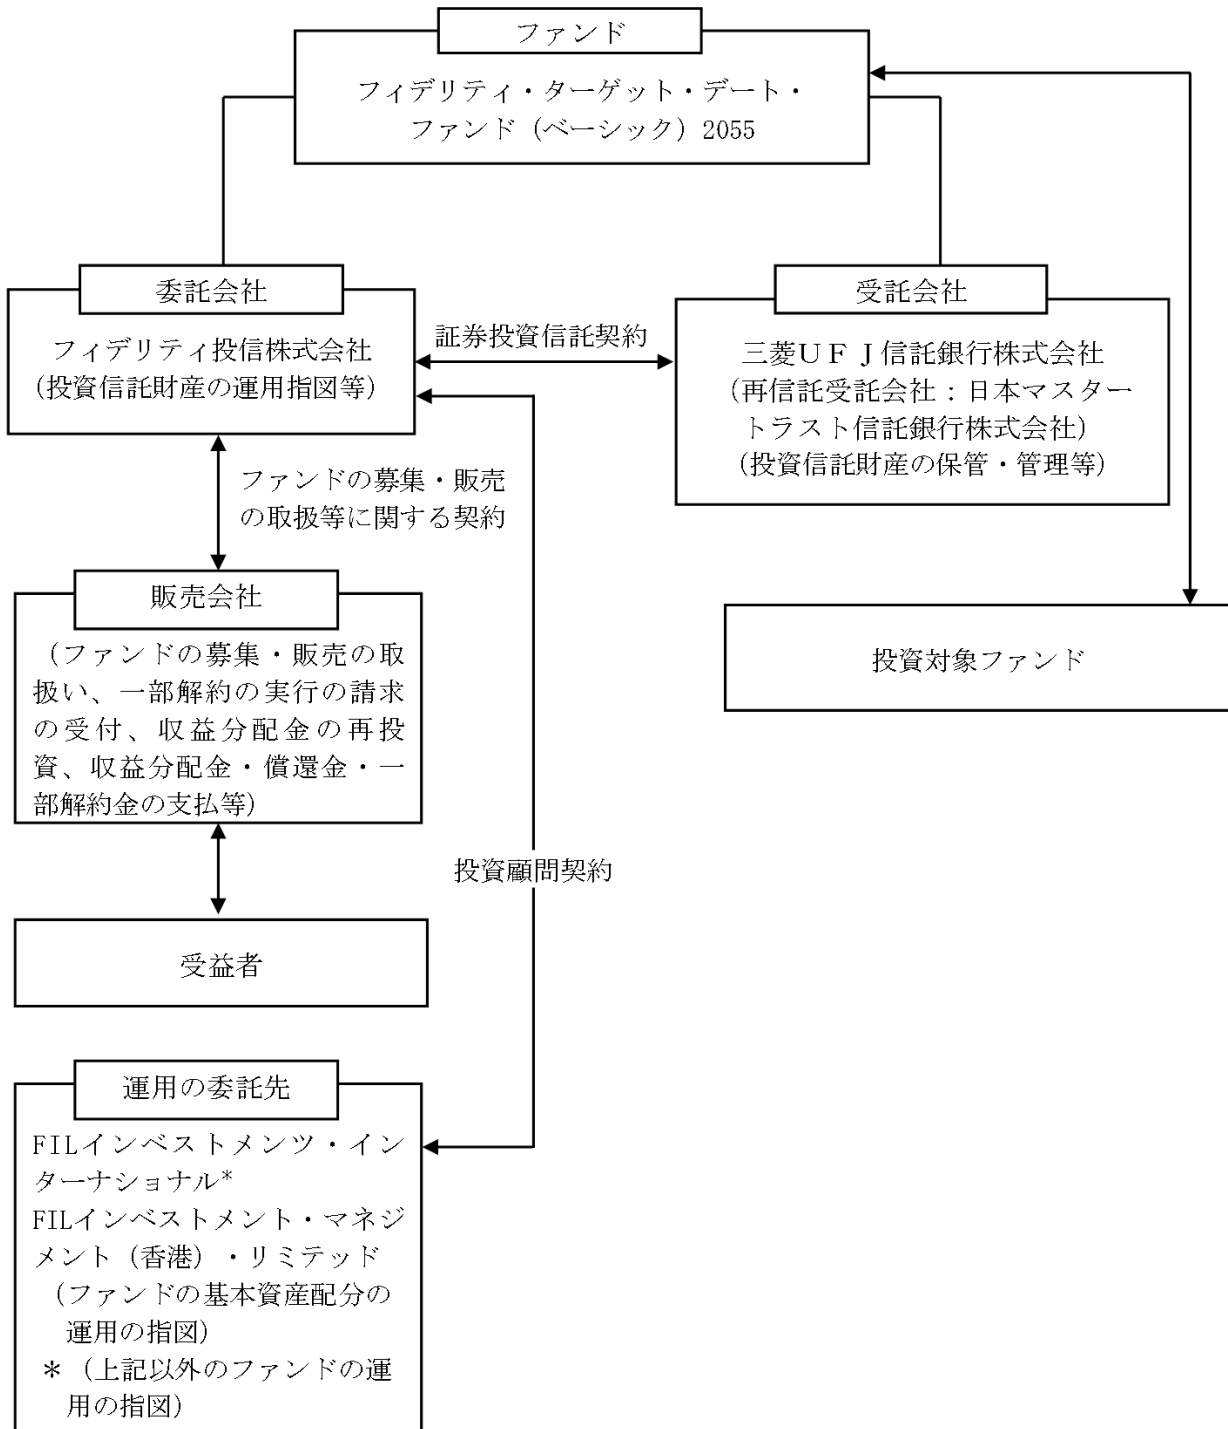 ファンド
フィデリティ・ターゲット・デート・
ファンド（ベーシック）2055
委託会社
フィデリティ投信株式会社
（投資信託財産の運用指図等）
証券投資信託契約
受託会社
三菱ＵＦＪ信託銀行株式会社
（再信託受託会社：日本マスター
トラスト信託銀行株式会社）
（投資信託財産の保管・管理等）
ファンドの募集・販売
の取扱等に関する契約
販売会社
（ファンドの募集・販売の取
扱い、一部解約の実行の請求
の受付、収益分配金の再投
資、収益分配金・償還金・一
部解約金の支払等）
投資対象ファンド
投資顧問契約
受益者
運用の委託先
FILインベストメンツ・イン
ターナショナル*
FILインベストメント・マネジ
メント（香港）・リミテッド
（ファンドの基本資産配分の
運用の指図）
＊（上記以外のファンドの運
用の指図）